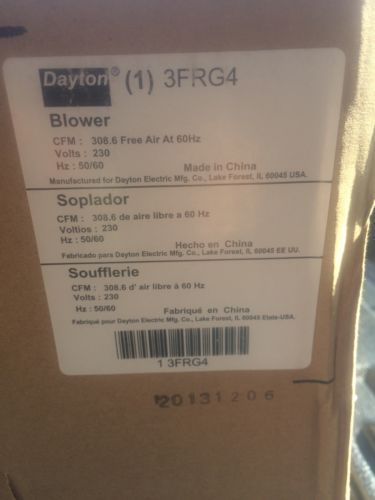 Dayton® (1) 3FRG4
Blower
CFM : 308.6 Free Air At 60Hz
Volts : 230
Hz : 50/60
Made in China
Manufactured for Dayton Electric Mfg. Co., Lake Forest, IL 60045 USA.
Soplador
CFM : 308.6 de aire libre a 60 Hz
Voltios : 230
Hz : 50/60
Hecho en China
Fabricado para Dayton Electric Mfg. Co., Lake Forest, IL 60045 EE UU.
Soufflerie
CFM : 308.6 d' air libre à 60 Hz
Volts : 230
Hz : 50/60
Fabriqué en China
Fabriqué pour Dayton Electric Mfg. Co., Lake Forest, IL 60045 Etats-USA.
1 3FRG4
20131206